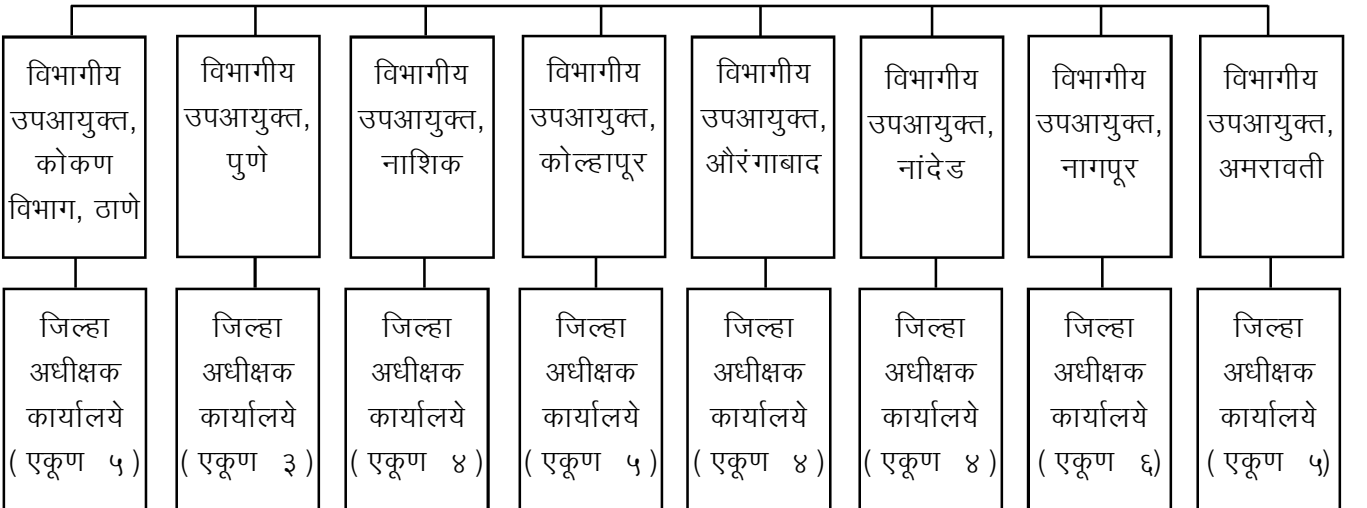 विभागीय
उपआयुक्त,
कोकण
विभाग, ठाणे
विभागीय
उपआयुक्त,
पुणे
विभागीय
उपआयुक्त,
नाशिक
विभागीय
उपआयुक्त,
कोल्हापूर
विभागीय
उपआयुक्त,
औरंगाबाद
विभागीय
उपआयुक्त,
नांदेड
विभागीय
उपआयुक्त,
नागपूर
विभागीय
उपआयुक्त,
अमरावती
जिल्हा
अधीक्षक
कार्यालये
( एकूण ५ )
जिल्हा
अधीक्षक
कार्यालये
( एकूण ३ )
जिल्हा
अधीक्षक
कार्यालये
( एकूण ४ )
जिल्हा
अधीक्षक
कार्यालये
( एकूण ५ )
जिल्हा
अधीक्षक
कार्यालये
( एकूण ४ )
जिल्हा
अधीक्षक
कार्यालये
( एकूण ४ )
जिल्हा
अधीक्षक
कार्यालये
( एकूण ६)
जिल्हा
अधीक्षक
कार्यालये
( एकूण ५)